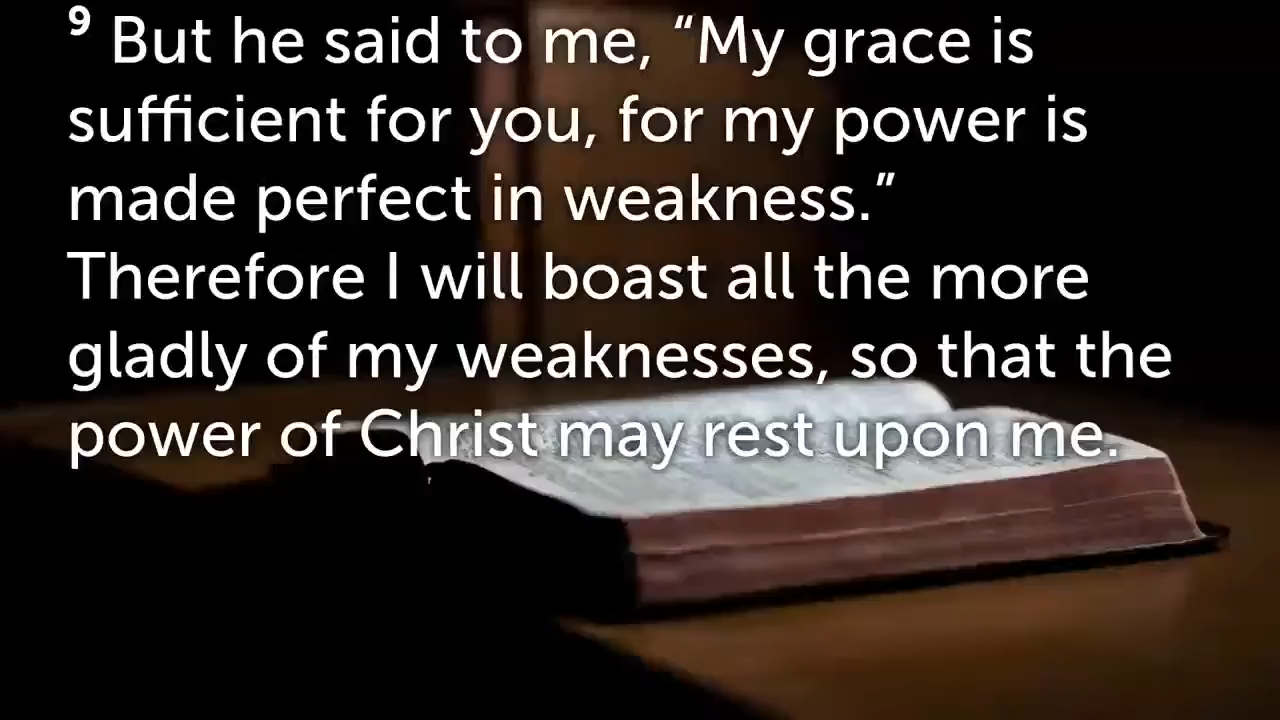 9 But he said to me, “My grace is
sufficient for you, for my power is
made perfect in weakness.”
Therefore I will boast all the more
gladly of my weaknesses, so that the
power of Christ may rest upon me.